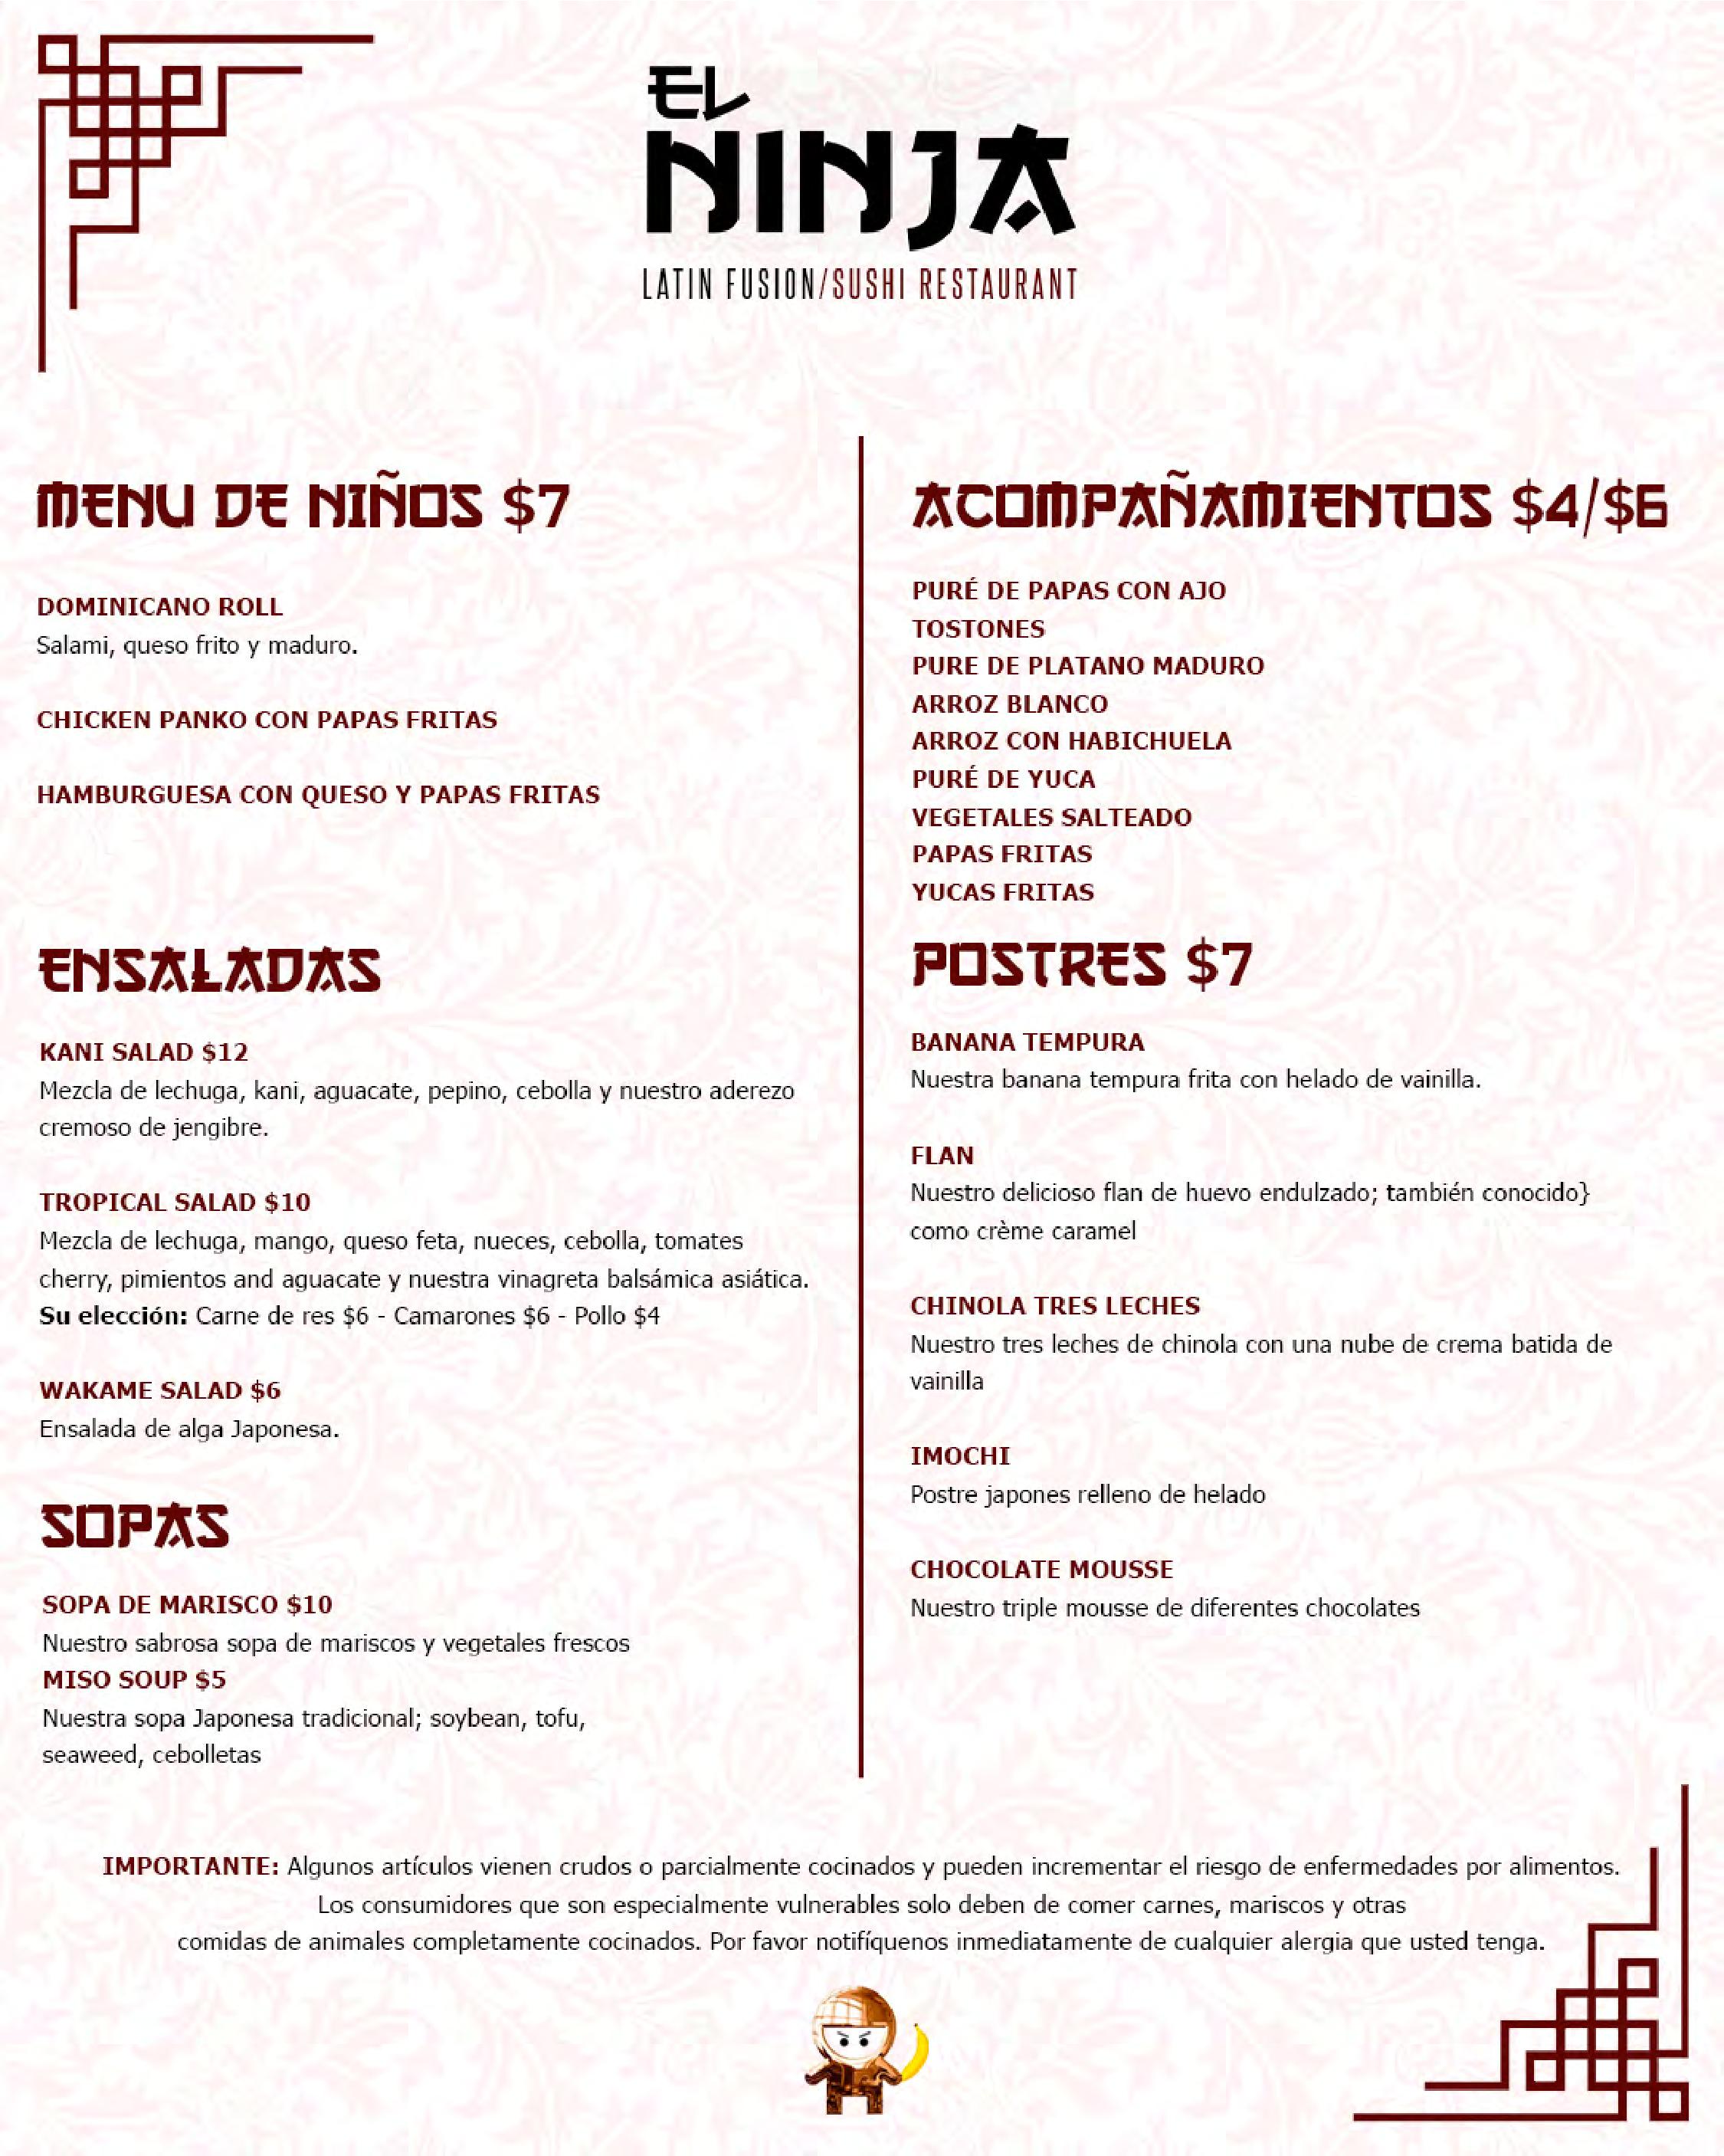 EL
NINJA
LATIN FUSION/SUSHI RESTAURANT
MENU DE NIÑOS $7
DOMINICANO ROLL
Salami, queso frito y maduro.
CHICKEN PANKO CON PAPAS FRITAS
HAMBURGUESA CON QUESO Y PAPAS FRITAS
ENSALADAS
KANI SALAD $12
Mezcla de lechuga, kani, aguacate, pepino, cebolla y nuestro aderezo
cremoso de jengibre.
TROPICAL SALAD $10
Mezcla de lechuga, mango, queso feta, nueces, cebolla, tomates
cherry, pimientos and aguacate y nuestra vinagreta balsámica asiática.
Su elección: Carne de res $6 - Camarones $6 - Pollo $4
WAKAME SALAD $6
Ensalada de alga Japonesa.
SOPAS
SOPA DE MARISCO $10
Nuestro sabrosa sopa de mariscos y vegetales frescos
MISO SOUP $5
Nuestra sopa Japonesa tradicional; soybean, tofu,
seaweed, cebolletas
ACOMPAÑAMIENTOS $4/$6
PURÉ DE PAPAS CON AJO
TOSTONES
PURE DE PLATANO MADURO
ARROZ BLANCO
ARROZ CON HABICHUELA
PURÉ DE YUCA
VEGETALES SALTEADO
PAPAS FRITAS
YUCAS FRITAS
POSTRES $7
BANANA TEMPURA
Nuestra banana tempura frita con helado de vainilla.
FLAN
Nuestro delicioso flan de huevo endulzado; también conocido}
como crème caramel
CHINOLA TRES LECHES
Nuestro tres leches de chinola con una nube de crema batida de
vainilla
IMOCHI
Postre japones relleno de helado
CHOCOLATE MOUSSE
Nuestro triple mousse de diferentes chocolates
IMPORTANTE: Algunos artículos vienen crudos o parcialmente cocinados y pueden incrementar el riesgo de enfermedades por alimentos.
Los consumidores que son especialmente vulnerables solo deben de comer carnes, mariscos y otras
comidas de animales completamente cocinados. Por favor notifíquenos inmediatamente de cualquier alergia que usted tenga.